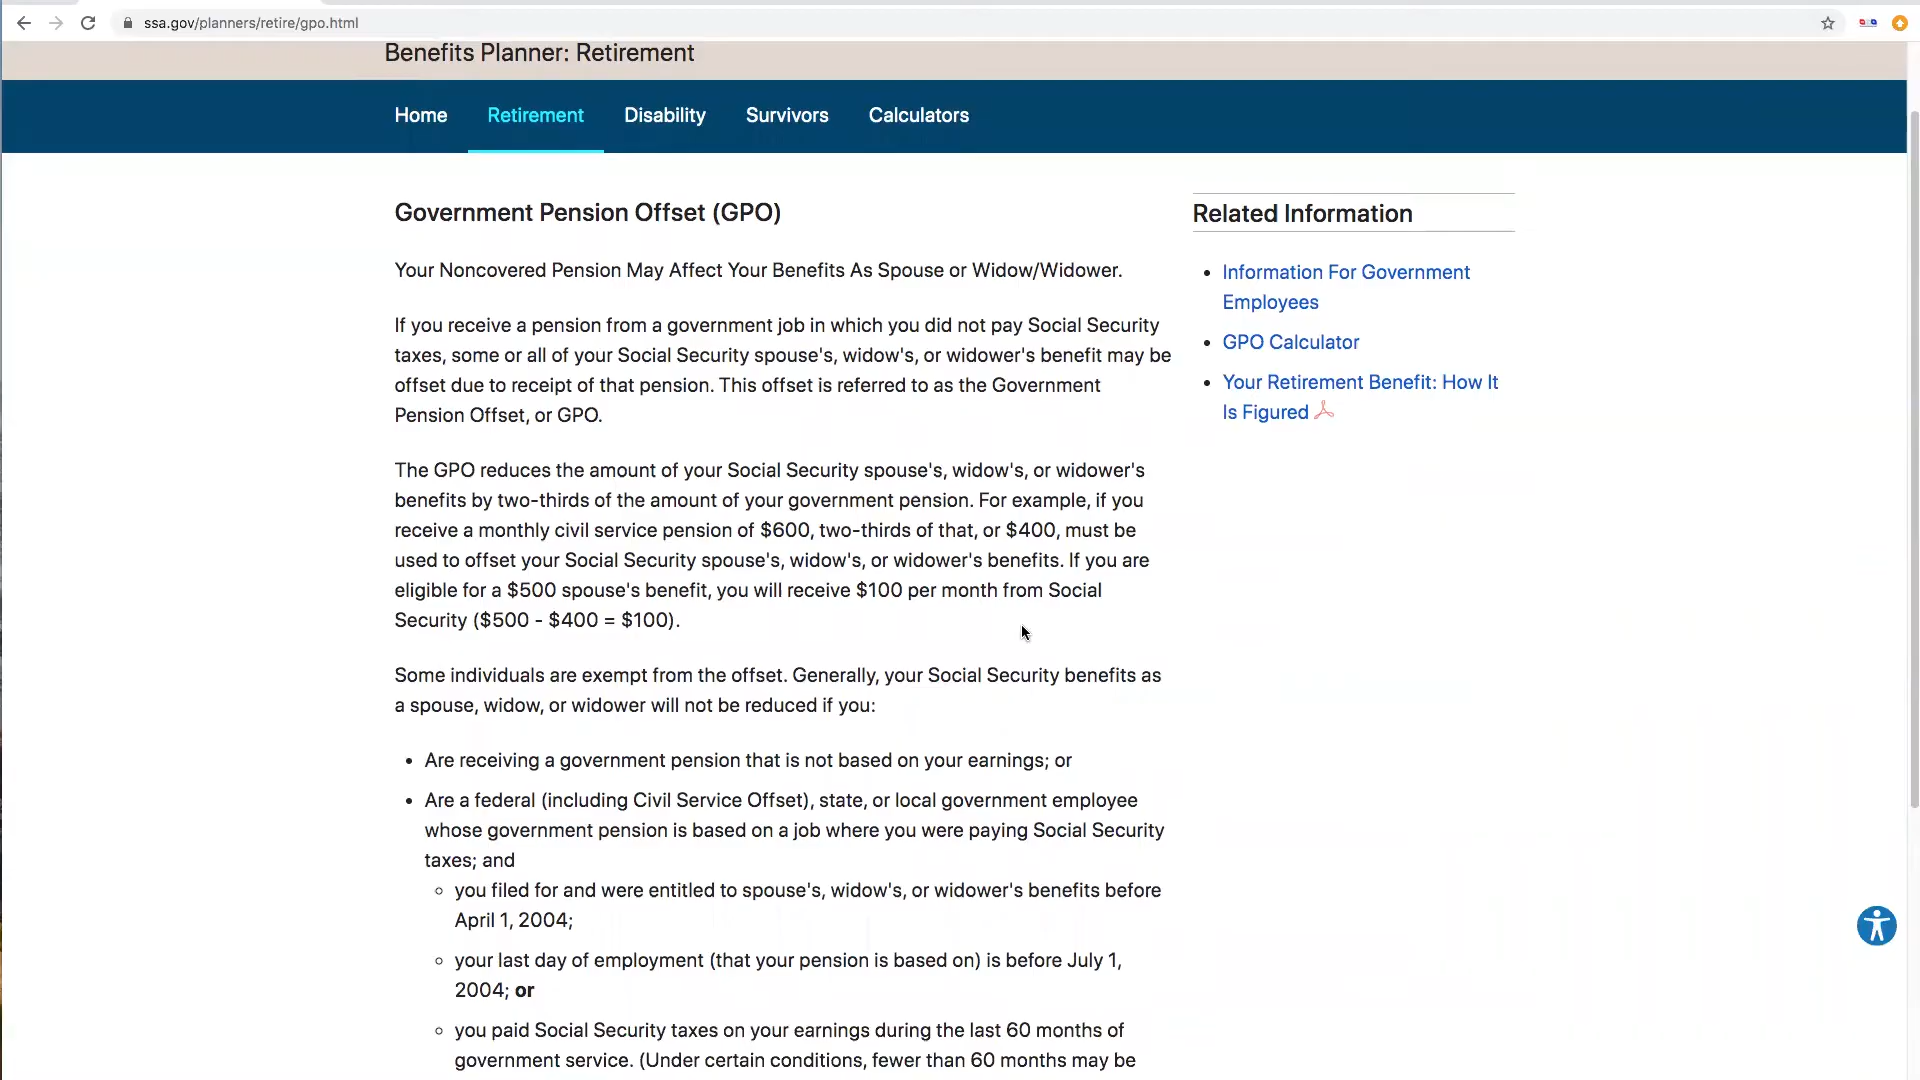 ssa.gov/planners/retire/gpo.html
Benefits Planner: Retirement
Home Retirement Disability Survivors Calculators
Government Pension Offset (GPO)
Your Noncovered Pension May Affect Your Benefits As Spouse or Widow/Widower.
If you receive a pension from a government job in which you did not pay Social Security
taxes, some or all of your Social Security spouse's, widow's, or widower's benefit may be
offset due to receipt of that pension. This offset is referred to as the Government
Pension Offset, or GPO.
The GPO reduces the amount of your Social Security spouse's, widow's, or widower's
benefits by two-thirds of the amount of your government pension. For example, if you
receive a monthly civil service pension of $600, two-thirds of that, or $400, must be
used to offset your Social Security spouse's, widow's, or widower's benefits. If you are
eligible for a $500 spouse's benefit, you will receive $100 per month from Social
Security ($500 - $400 = $100).
Some individuals are exempt from the offset. Generally, your Social Security benefits as
a spouse, widow, or widower will not be reduced if you:
• Are receiving a government pension that is not based on your earnings; or
• Are a federal (including Civil Service Offset), state, or local government employee
whose government pension is based on a job where you were paying Social Security
taxes; and
◦ you filed for and were entitled to spouse's, widow's, or widower's benefits before
April 1, 2004;
◦ your last day of employment (that your pension is based on) is before July 1,
2004; or
◦ you paid Social Security taxes on your earnings during the last 60 months of
government service. (Under certain conditions, fewer than 60 months may be
Related Information
• Information For Government
Employees
• GPO Calculator
• Your Retirement Benefit: How It
Is Figured